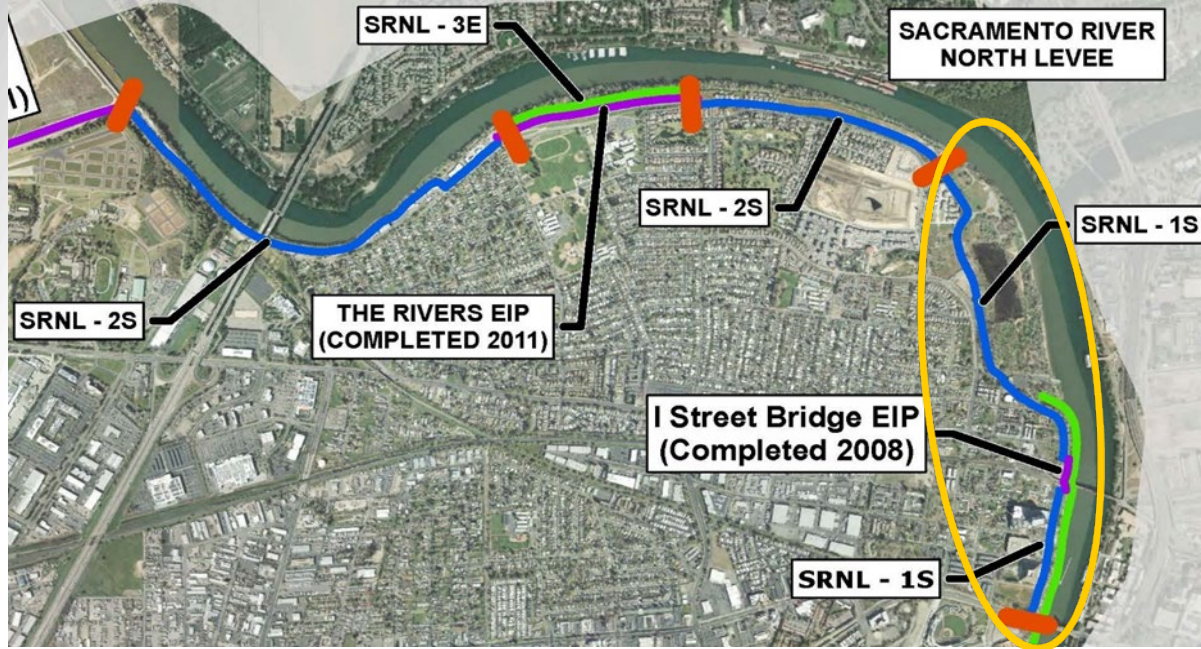 SRNL - 3E
SACRAMENTO RIVER
NORTH LEVEE
SRNL - 2S
SRNL - 1S
SRNL - 2S
THE RIVERS EIP
(COMPLETED 2011)
I Street Bridge EIP
(Completed 2008)
SRNL - 1S